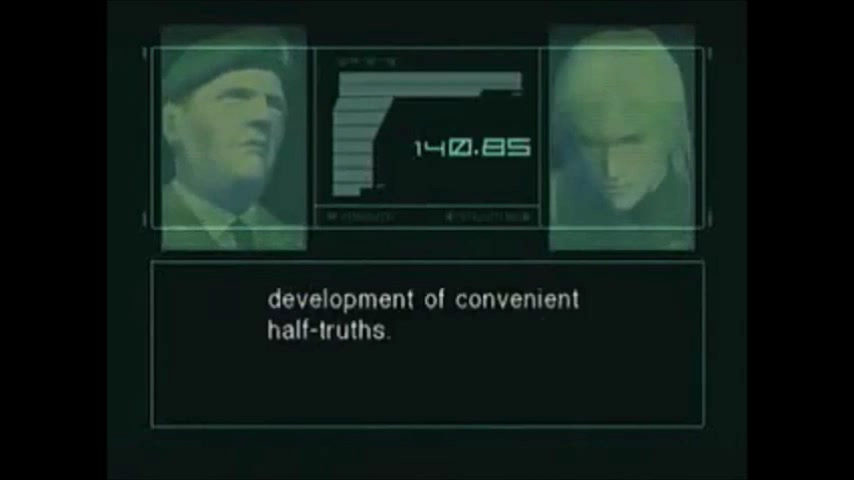 140.85
development of convenient
half-truths.